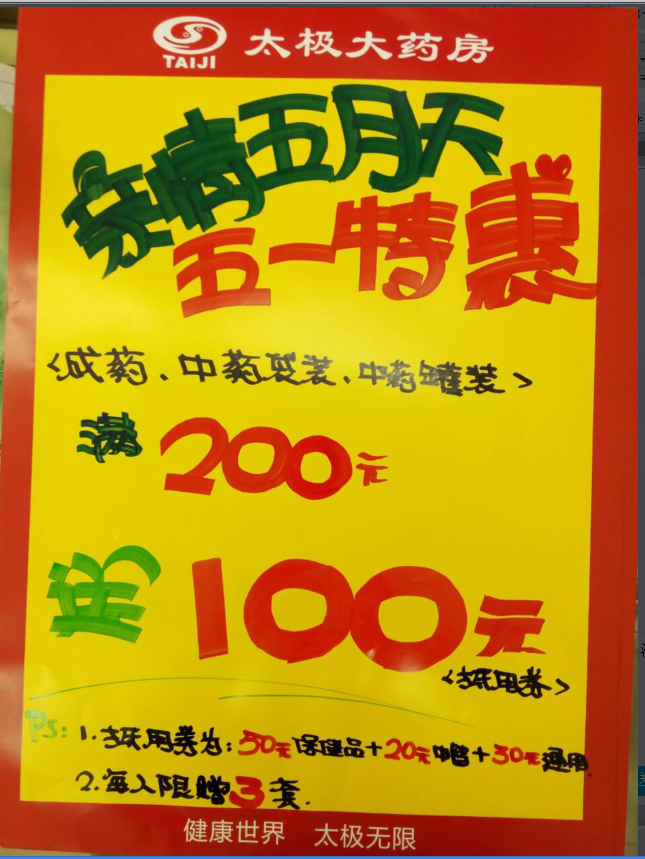 TAIJI 太极大药房
亲情五月天
五一特惠
<成药、中药袋装、中药罐装>
满200元
送100元
<抵用券>
Ps: 1.抵用券为:50元保健品+20元中噌+30元通用.
2.每人限赠3套.
健康世界 太极无限